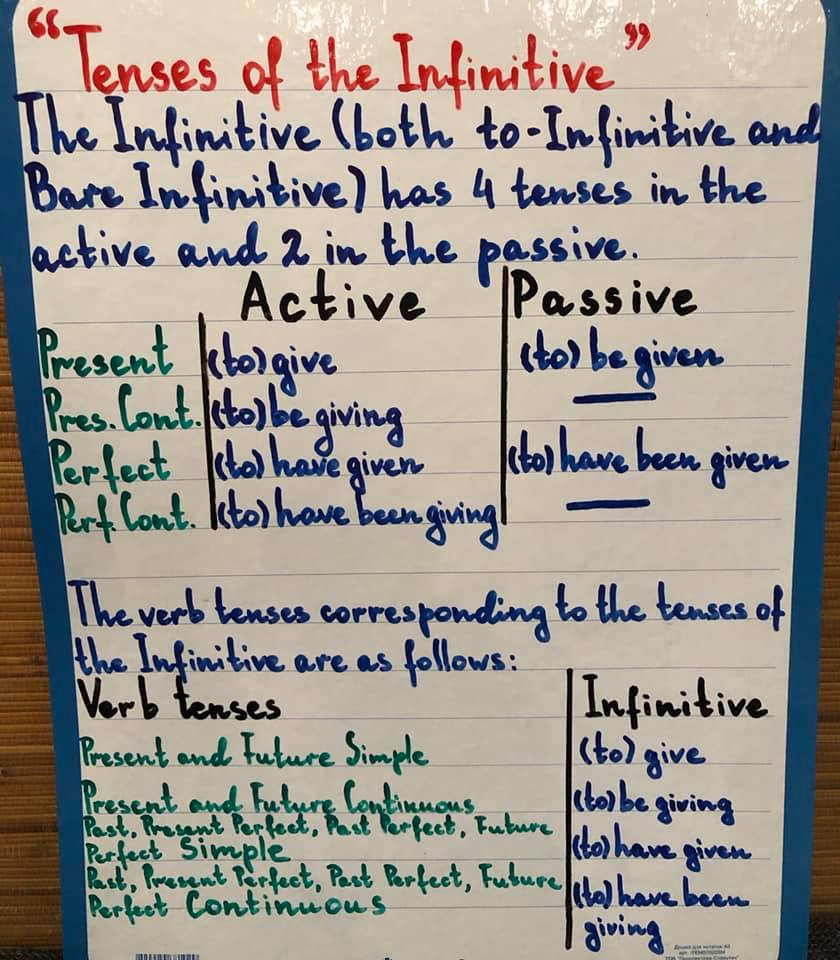 “Tenses of the Infinitive”
The Infinitive (both to-Infinitive and
Bare Infinitive) has 4 tenses in the
active and 2 in the passive.
Active Passive
Present (to) give (to) be given
Pres. Cont. (to) be giving —
Perfect (to) have given (to) have been given
Perf. Cont. (to) have been giving —
The verb tenses corresponding to the tenses of
the Infinitive are as follows:
Verb tenses Infinitive
Present and Future Simple (to) give
Present and Future Continuous (to) be giving
Past, Present Perfect, Past Perfect, Future
Perfect Simple (to) have given
Past, Present Perfect, Past Perfect, Future
Perfect Continuous (to) have been
giving
Дошка для нотаток А3